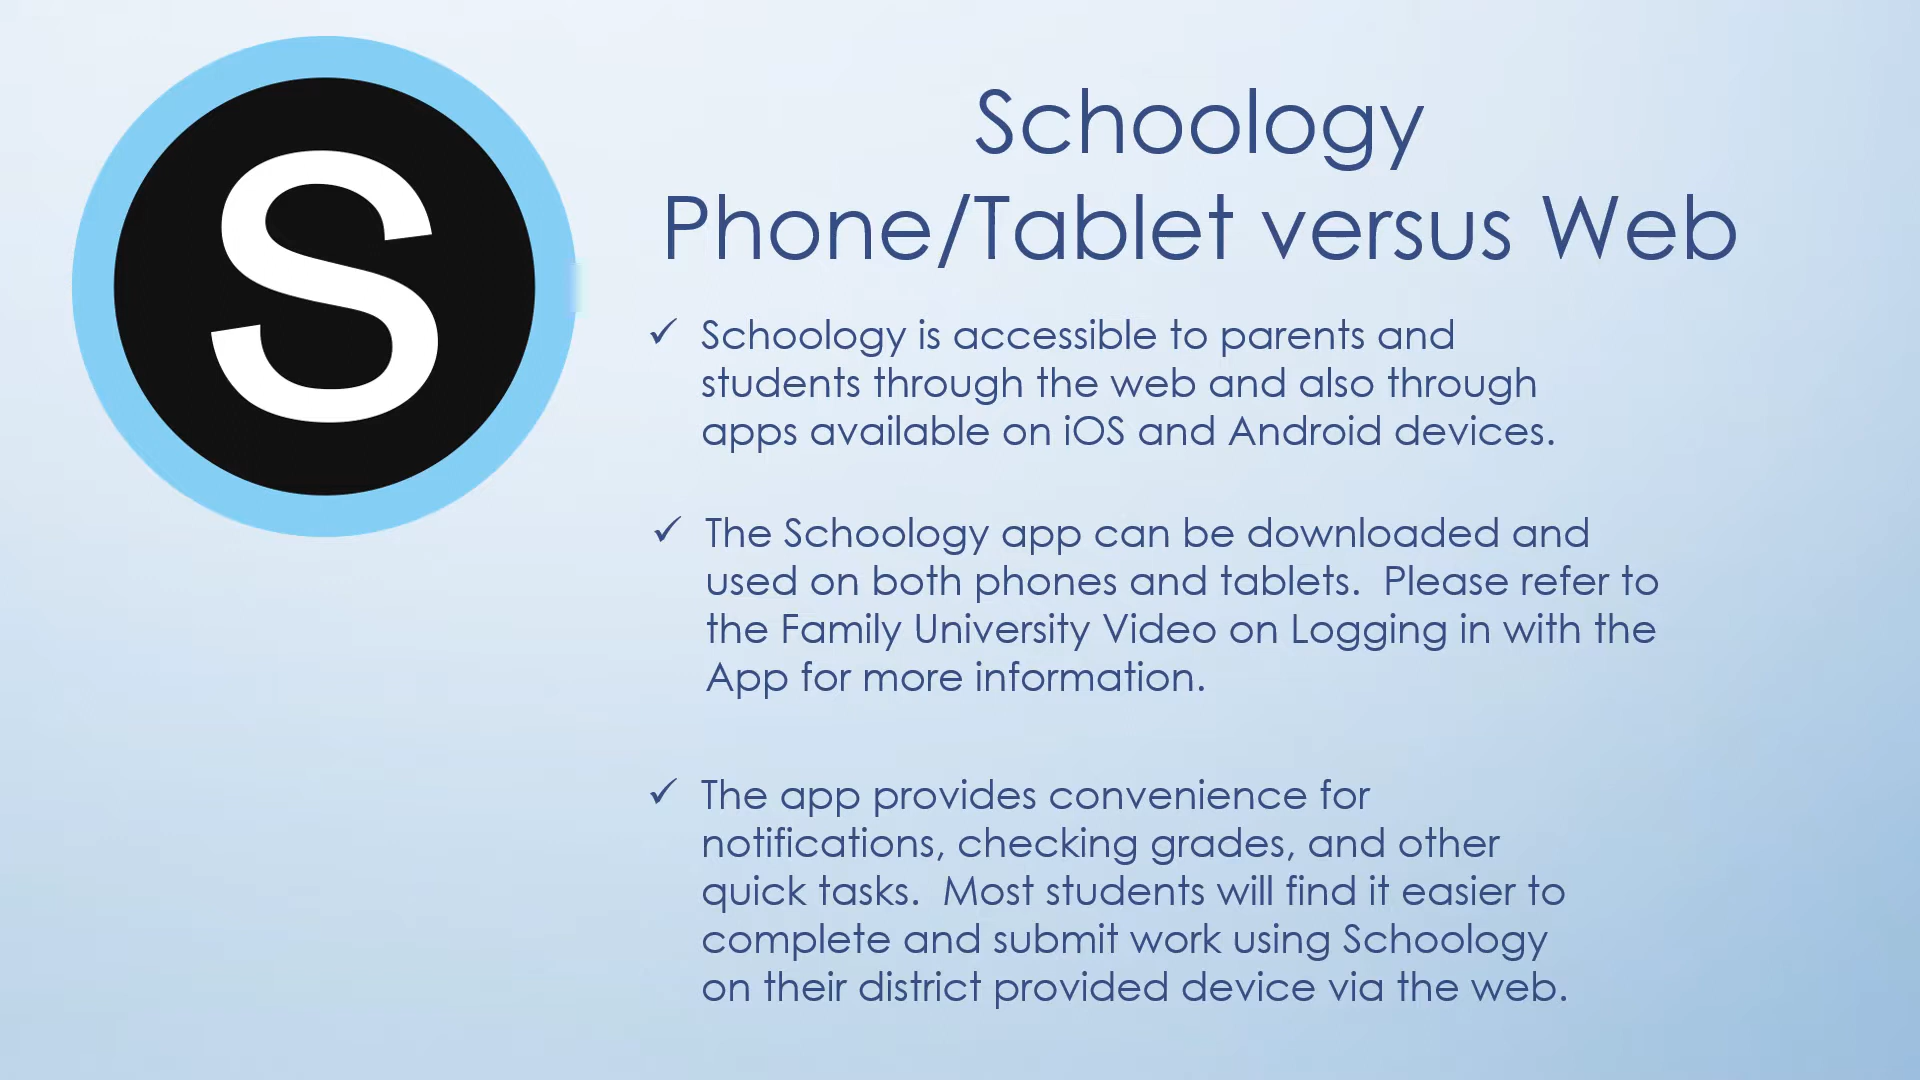 S
Schoology
Phone/Tablet versus Web
✓ Schoology is accessible to parents and
students through the web and also through
apps available on iOS and Android devices.
✓ The Schoology app can be downloaded and
used on both phones and tablets.  Please refer to
the Family University Video on Logging in with the
App for more information.
✓ The app provides convenience for
notifications, checking grades, and other
quick tasks.  Most students will find it easier to
complete and submit work using Schoology
on their district provided device via the web.